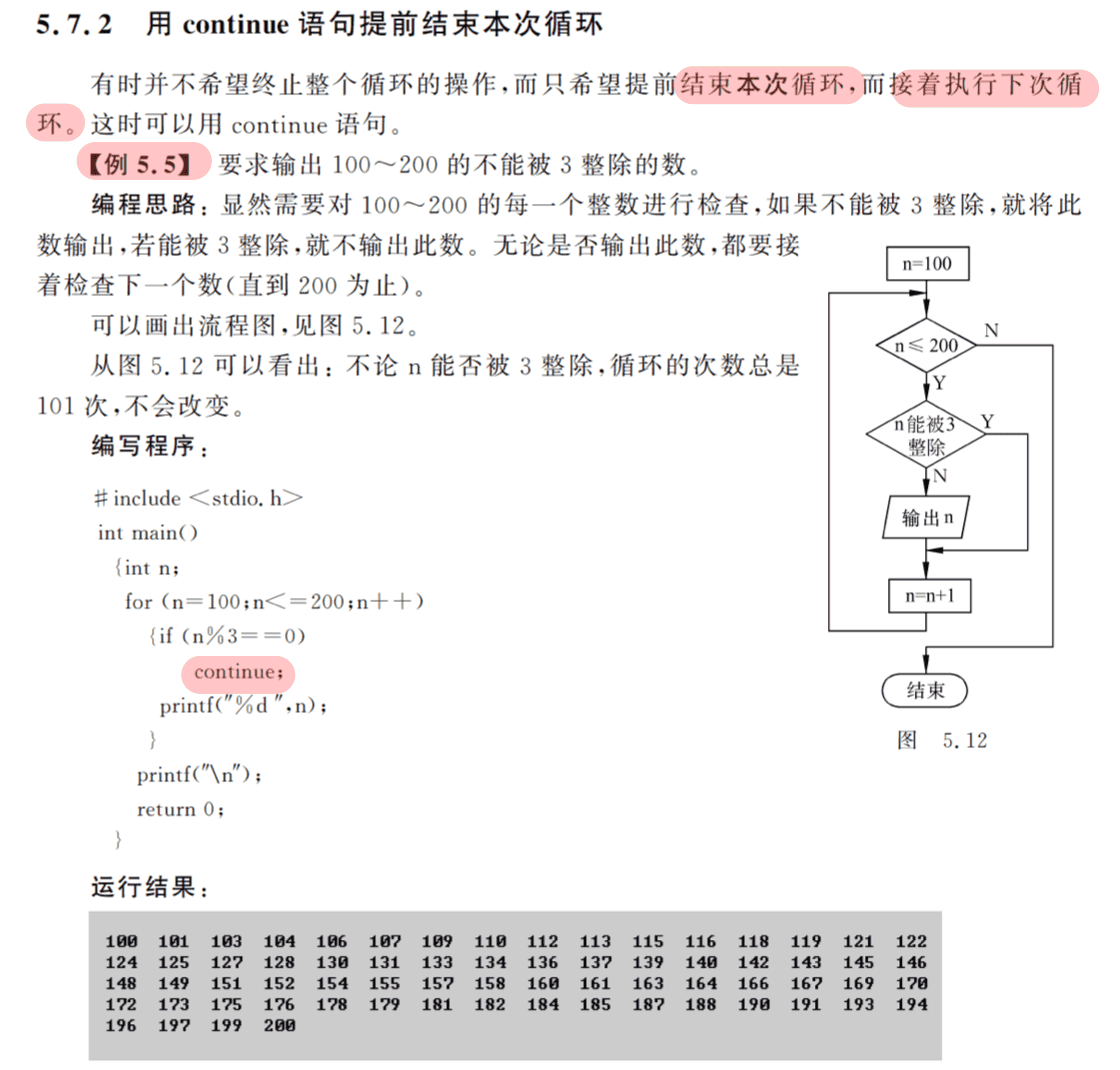 5.7.2 用 continue 语句提前结束本次循环
有时并不希望终止整个循环的操作,而只希望提前结束本次循环,而接着执行下次循
环。这时可以用 continue 语句。
【例 5.5】 要求输出 100～200 的不能被 3 整除的数。
编程思路：显然需要对 100～200 的每一个整数进行检查,如果不能被 3 整除,就将此
数输出,若能被 3 整除,就不输出此数。无论是否输出此数,都要接
着检查下一个数(直到 200 为止)。
可以画出流程图,见图 5.12。
从图 5.12 可以看出：不论 n 能否被 3 整除,循环的次数总是
101 次,不会改变。
编写程序：
#include <stdio.h>
int main()
{int n;
for (n=100;n<=200;n++)
{if (n%3==0)
continue;
printf("%d ",n);
}
printf("\n");
return 0;
}
n=100
n≤200
N
Y
n能被3
整除
Y
N
输出n
n=n+1
结束
图 5.12
运行结果：
100 101 103 104 106 107 109 110 112 113 115 116 118 119 121 122
124 125 127 128 130 131 133 134 136 137 139 140 142 143 145 146
148 149 151 152 154 155 157 158 160 161 163 164 166 167 169 170
172 173 175 176 178 179 181 182 184 185 187 188 190 191 193 194
196 197 199 200